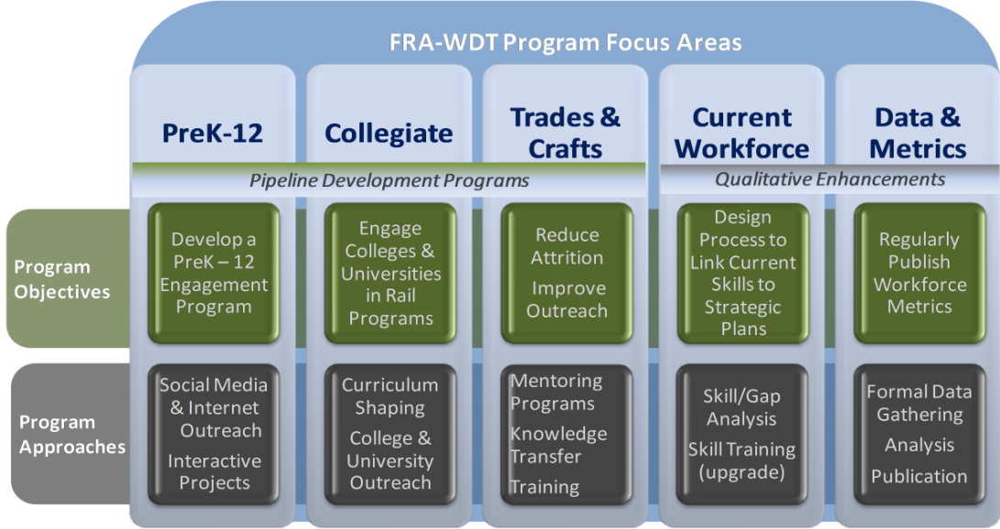 FRA-WDT Program Focus Areas
PreK-12
Collegiate
Trades &
Crafts
Current
Workforce
Data &
Metrics
Pipeline Development Programs
Qualitative Enhancements
Program
Objectives
Develop a
PreK – 12
Engagement
Program
Engage
Colleges &
Universities
in Rail
Programs
Reduce
Attrition
Improve
Outreach
Design
Process to
Link Current
Skills to
Strategic
Plans
Regularly
Publish
Workforce
Metrics
Program
Approaches
Social Media
& Internet
Outreach
Interactive
Projects
Curriculum
Shaping
College &
University
Outreach
Mentoring
Programs
Knowledge
Transfer
Training
Skill/Gap
Analysis
Skill Training
(upgrade)
Formal Data
Gathering
Analysis
Publication